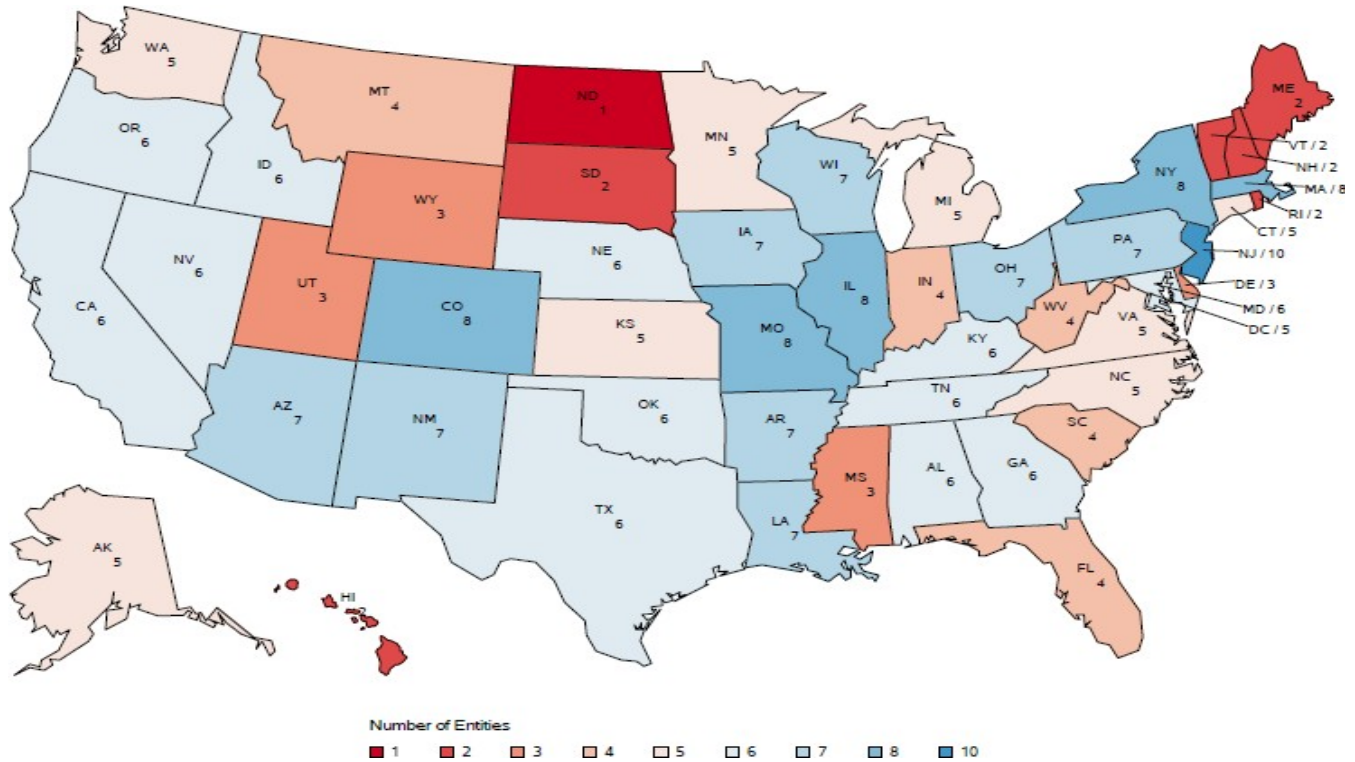 WA
5
MT
4
ND
1
MN
5
OR
6
ID
6
SD
2
WI
7
MI
5
NY
8
ME
2
VT / 2
NH / 2
MA / 8
RI / 2
CT / 5
NJ / 10
DE / 3
MD / 6
DC / 5
WY
3
NV
6
UT
3
CA
6
CO
8
NE
6
IA
7
IL
8
IN
4
OH
7
PA
7
WV
4
VA
5
KS
5
MO
8
KY
6
NC
5
TN
6
AZ
7
NM
7
OK
6
AR
7
SC
4
MS
3
AL
6
GA
6
TX
6
LA
7
FL
4
AK
5
HI
2
Number of Entities
1 2 3 4 5 6 7 8 10